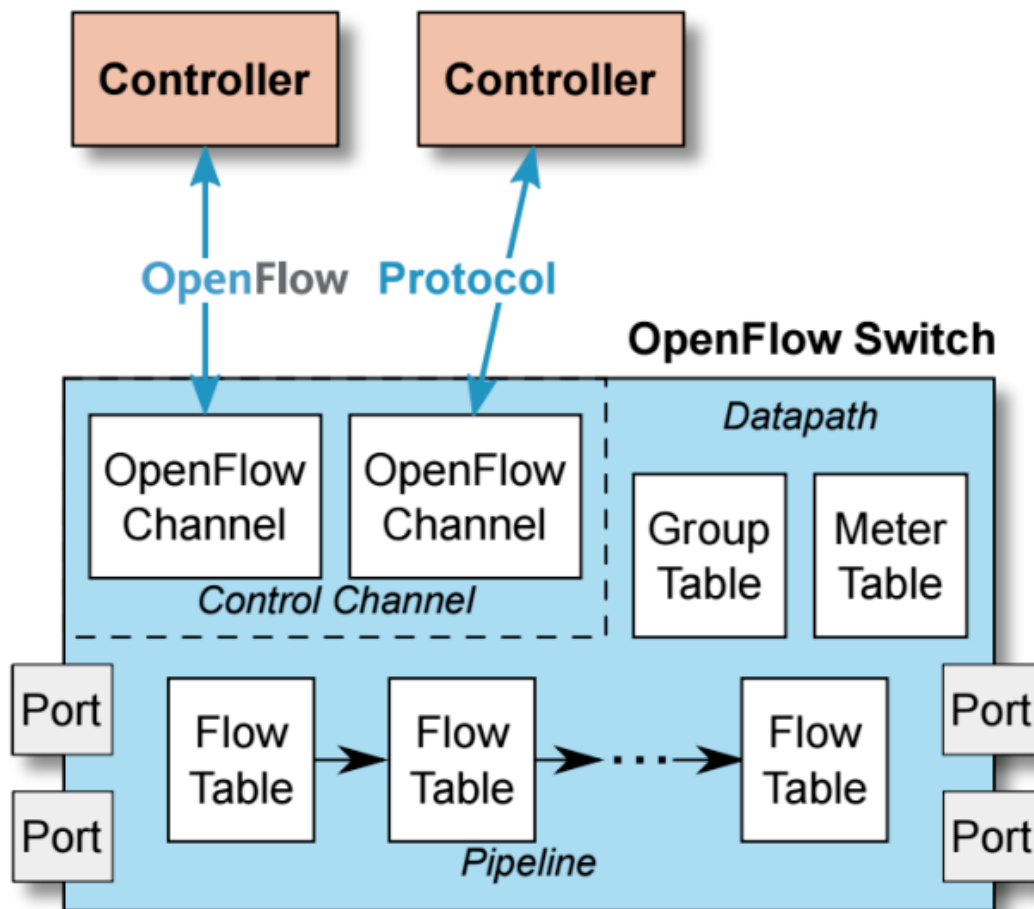 Controller
Controller
OpenFlow Protocol
OpenFlow Switch
Datapath
OpenFlow
Channel
OpenFlow
Channel
Control Channel
Group
Table
Meter
Table
Port
Port
Flow
Table
Flow
Table
...
Flow
Table
Pipeline
Port
Port